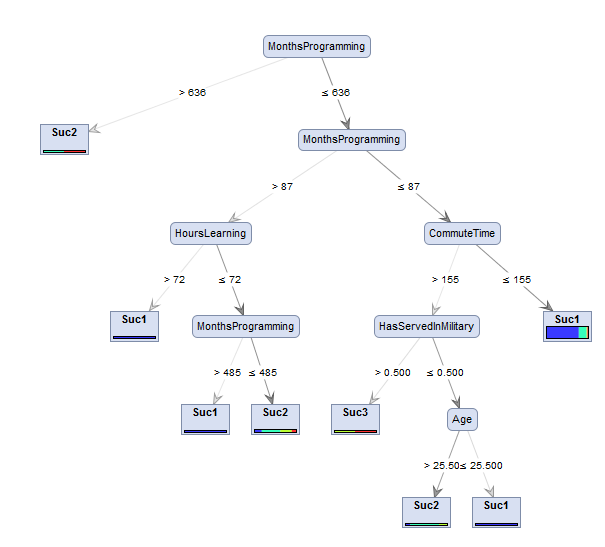 MonthsProgramming
> 636
≤ 636
Suc2
MonthsProgramming
> 87
≤ 87
HoursLearning
CommuteTime
> 72
≤ 72
> 155
≤ 155
Suc1
MonthsProgramming
HasServedInMilitary
Suc1
> 485
≤ 485
> 0.500
≤ 0.500
Suc1
Suc2
Suc3
Age
> 25.50
≤ 25.500
Suc2
Suc1